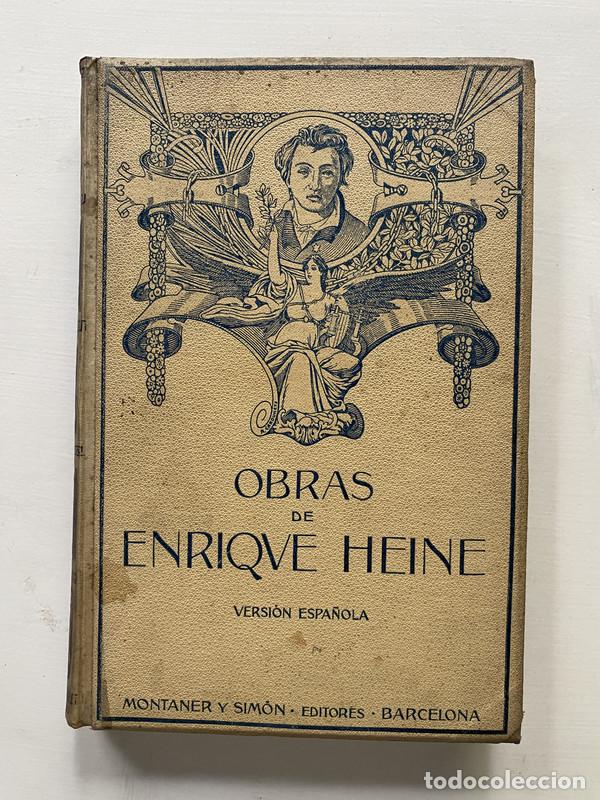 OBRAS
DE
ENRIQVE HEINE
VERSIÓN ESPAÑOLA
MONTANER Y SIMÓN · EDITORES · BARCELONA
todocoleccion